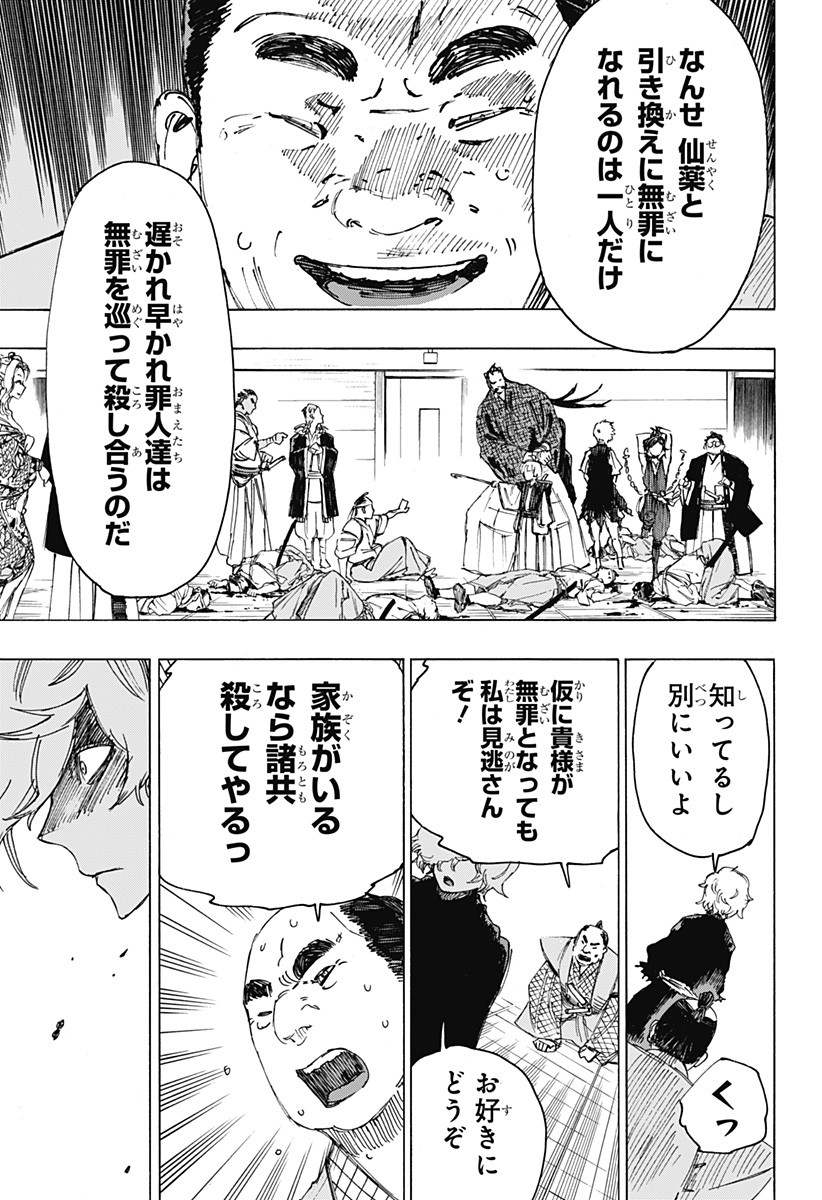 なんせ 仙薬と
引き換えに無罪に
なれるのは一人だけ
遅かれ早かれ罪人達は
無罪を巡って殺し合うのだ
知ってるし
別にいいよ
くっ
仮に貴様が
無罪となっても
私は見逃さん
ぞ!
お好きに
どうぞ
家族がいる
なら諸共
殺してやるっ